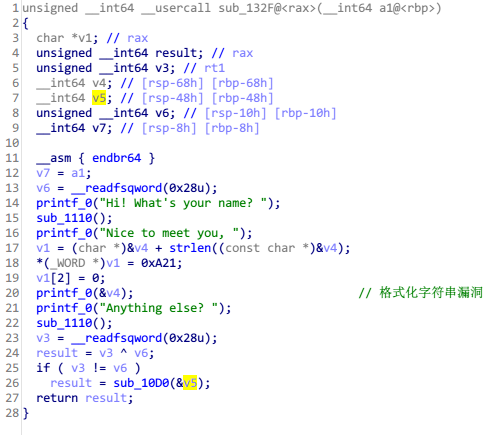 1 unsigned __int64 __usercall sub_132F@<rax>(__int64 a1@<rbp>)
2 {
3   char *v1; // rax
4   unsigned __int64 result; // rax
5   unsigned __int64 v3; // rt1
6   __int64 v4; // [rsp-68h] [rbp-68h]
7   __int64 v5; // [rsp-48h] [rbp-48h]
8   unsigned __int64 v6; // [rsp-10h] [rbp-10h]
9   __int64 v7; // [rsp-8h] [rbp-8h]
10
11   __asm { endbr64 }
12   v7 = a1;
13   v6 = __readfsqword(0x28u);
14   printf_0("Hi! What's your name? ");
15   sub_1110();
16   printf_0("Nice to meet you, ");
17   v1 = (char *)&v4 + strlen((const char *)&v4);
18   *(_WORD *)v1 = 0xA21;
19   v1[2] = 0;
20   printf_0(&v4); // 格式化字符串漏洞
21   printf_0("Anything else? ");
22   sub_1110();
23   v3 = __readfsqword(0x28u);
24   result = v3 ^ v6;
25   if ( v3 != v6 )
26     result = sub_10D0(&v5);
27   return result;
28 }